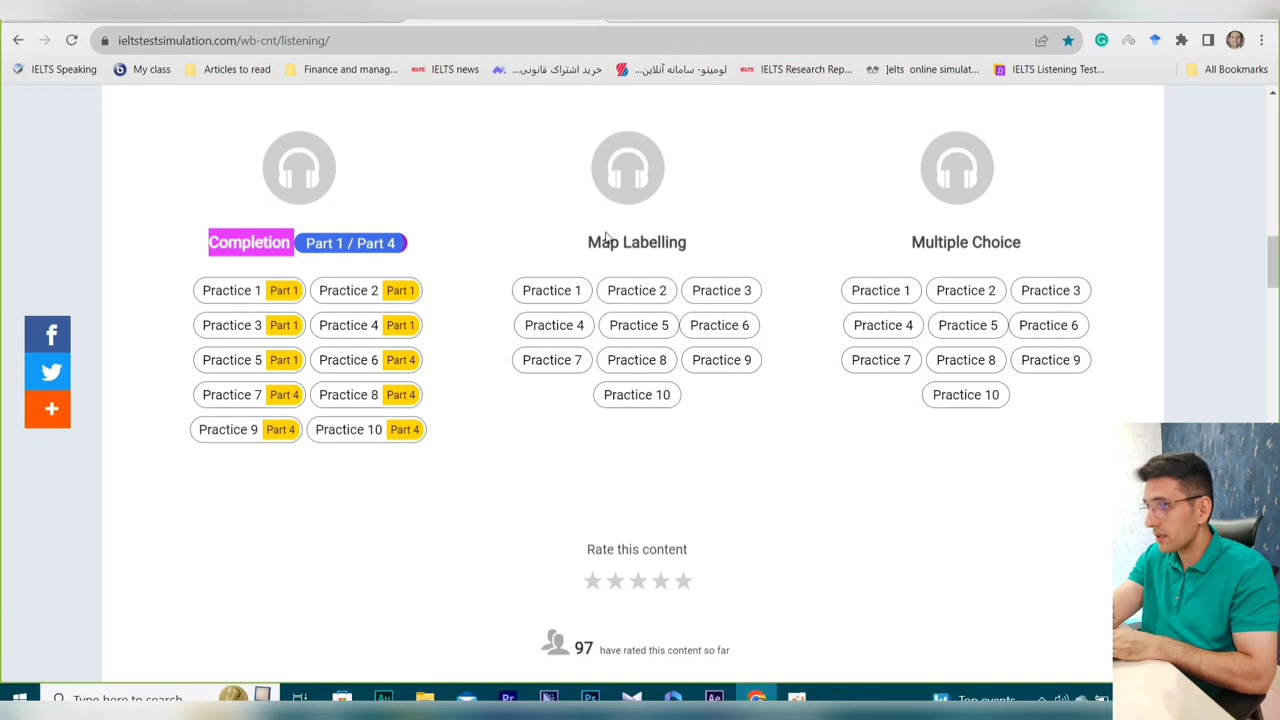 ieltstestsimulation.com/wb-cnt/listening/
IELTS Speaking
My class
Articles to read
Finance and manag...
IELTS news
خرید اشتراک قانونی...
لومینو- سامانه آنلاین...
IELTS Research Rep...
]elts online simulat...
IELTS Listening Test...
All Bookmarks
Completion Part 1 / Part 4
Practice 1 Part 1 Practice 2 Part 1
Practice 3 Part 1 Practice 4 Part 1
Practice 5 Part 1 Practice 6 Part 4
Practice 7 Part 4 Practice 8 Part 4
Practice 9 Part 4 Practice 10 Part 4
Map Labelling
Practice 1 Practice 2 Practice 3
Practice 4 Practice 5 Practice 6
Practice 7 Practice 8 Practice 9
Practice 10
Multiple Choice
Practice 1 Practice 2 Practice 3
Practice 4 Practice 5 Practice 6
Practice 7 Practice 8 Practice 9
Practice 10
Rate this content
97 have rated this content so far
Type here to search
Au
Pr
Ps
Ae
Top events